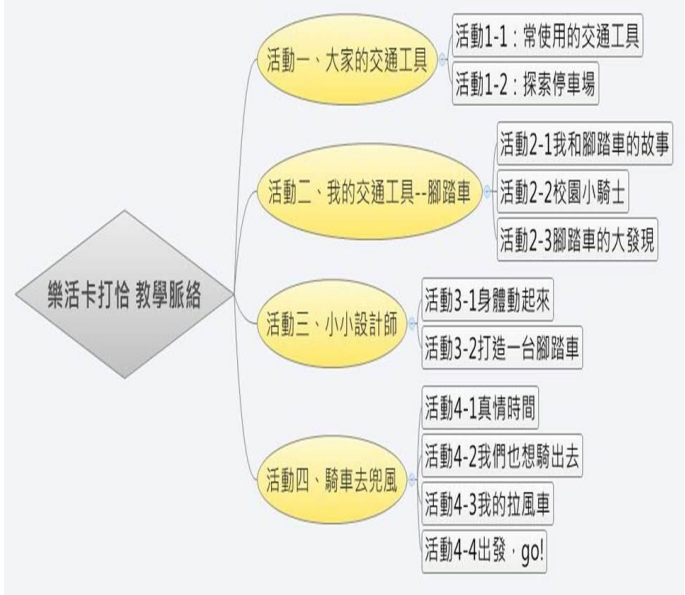 樂活卡打恰 教學脈絡
活動一、大家的交通工具
活動1-1：常使用的交通工具
活動1-2：探索停車場
活動二、我的交通工具--腳踏車
活動2-1我和腳踏車的故事
活動2-2校園小騎士
活動2-3腳踏車的大發現
活動三、小小設計師
活動3-1身體動起來
活動3-2打造一台腳踏車
活動四、騎車去兜風
活動4-1真情時間
活動4-2我們也想騎出去
活動4-3我的拉風車
活動4-4出發，go!